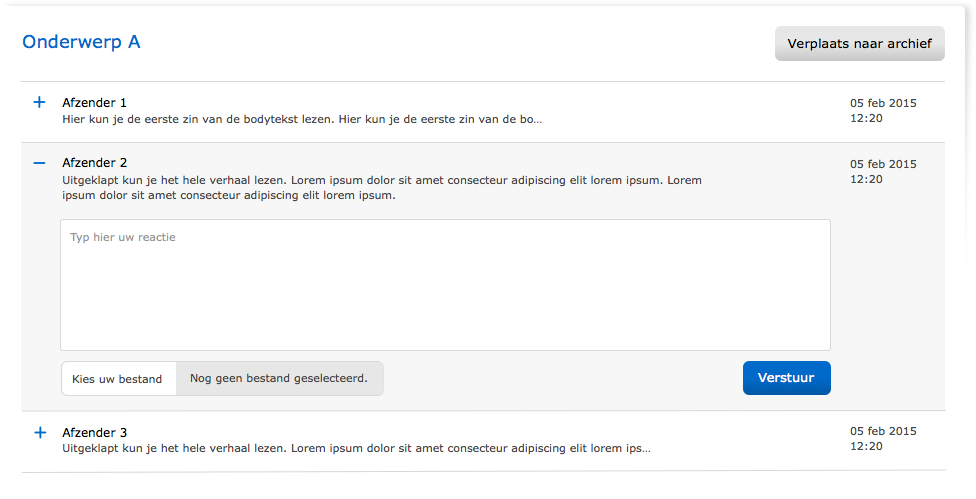 Onderwerp A
Verplaats naar archief
Afzender 1
05 feb 2015
Hier kun je de eerste zin van de bodytekst lezen. Hier kun je de eerste zin van de bo...
12:20
Afzender 2
05 feb 2015
Uitgeklapt kun je het hele verhaal lezen. Lorem ipsum dolor sit amet consecteur adipiscing elit lorem ipsum. Lorem
12:20
ipsum dolor sit amet consecteur adipiscing elit lorem ipsum.
Typ hier uw reactie
Kies uw bestand
Nog geen bestand geselecteerd.
Verstuur
Afzender 3
05 feb 2015
Uitgeklapt kun je het hele verhaal lezen. Lorem ipsum dolor sit amet consecteur adipiscing elit lorem ips...
12:20